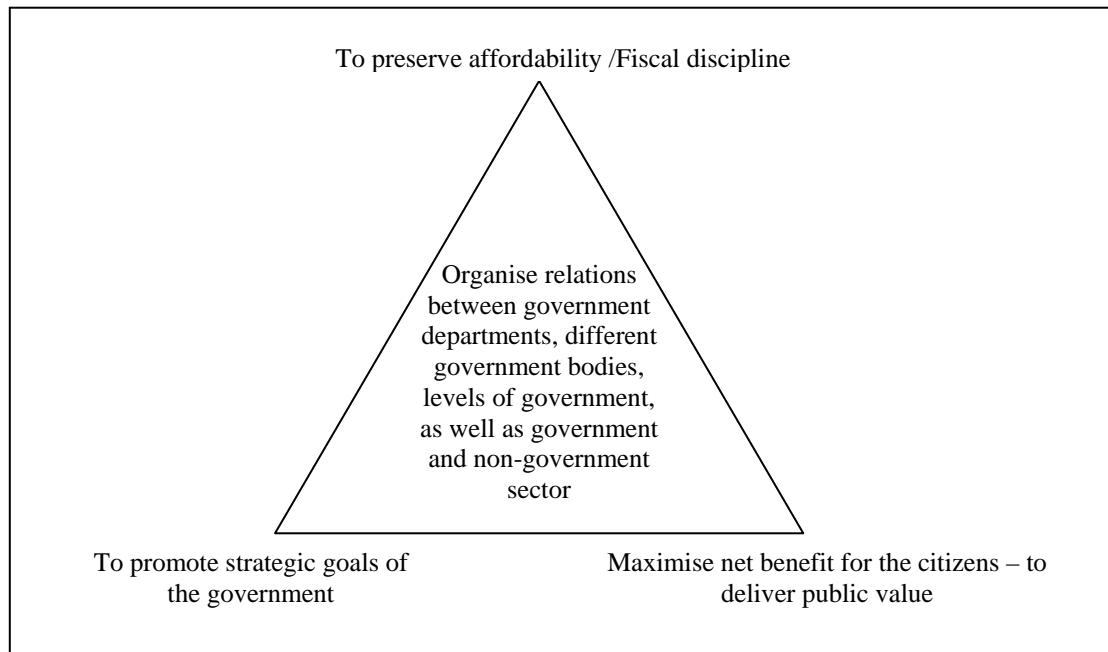 To preserve affordability /Fiscal discipline
Organise relations
between government
departments, different
government bodies,
levels of government,
as well as government
and non-government
sector
To promote strategic goals of
the government
Maximise net benefit for the citizens – to
deliver public value